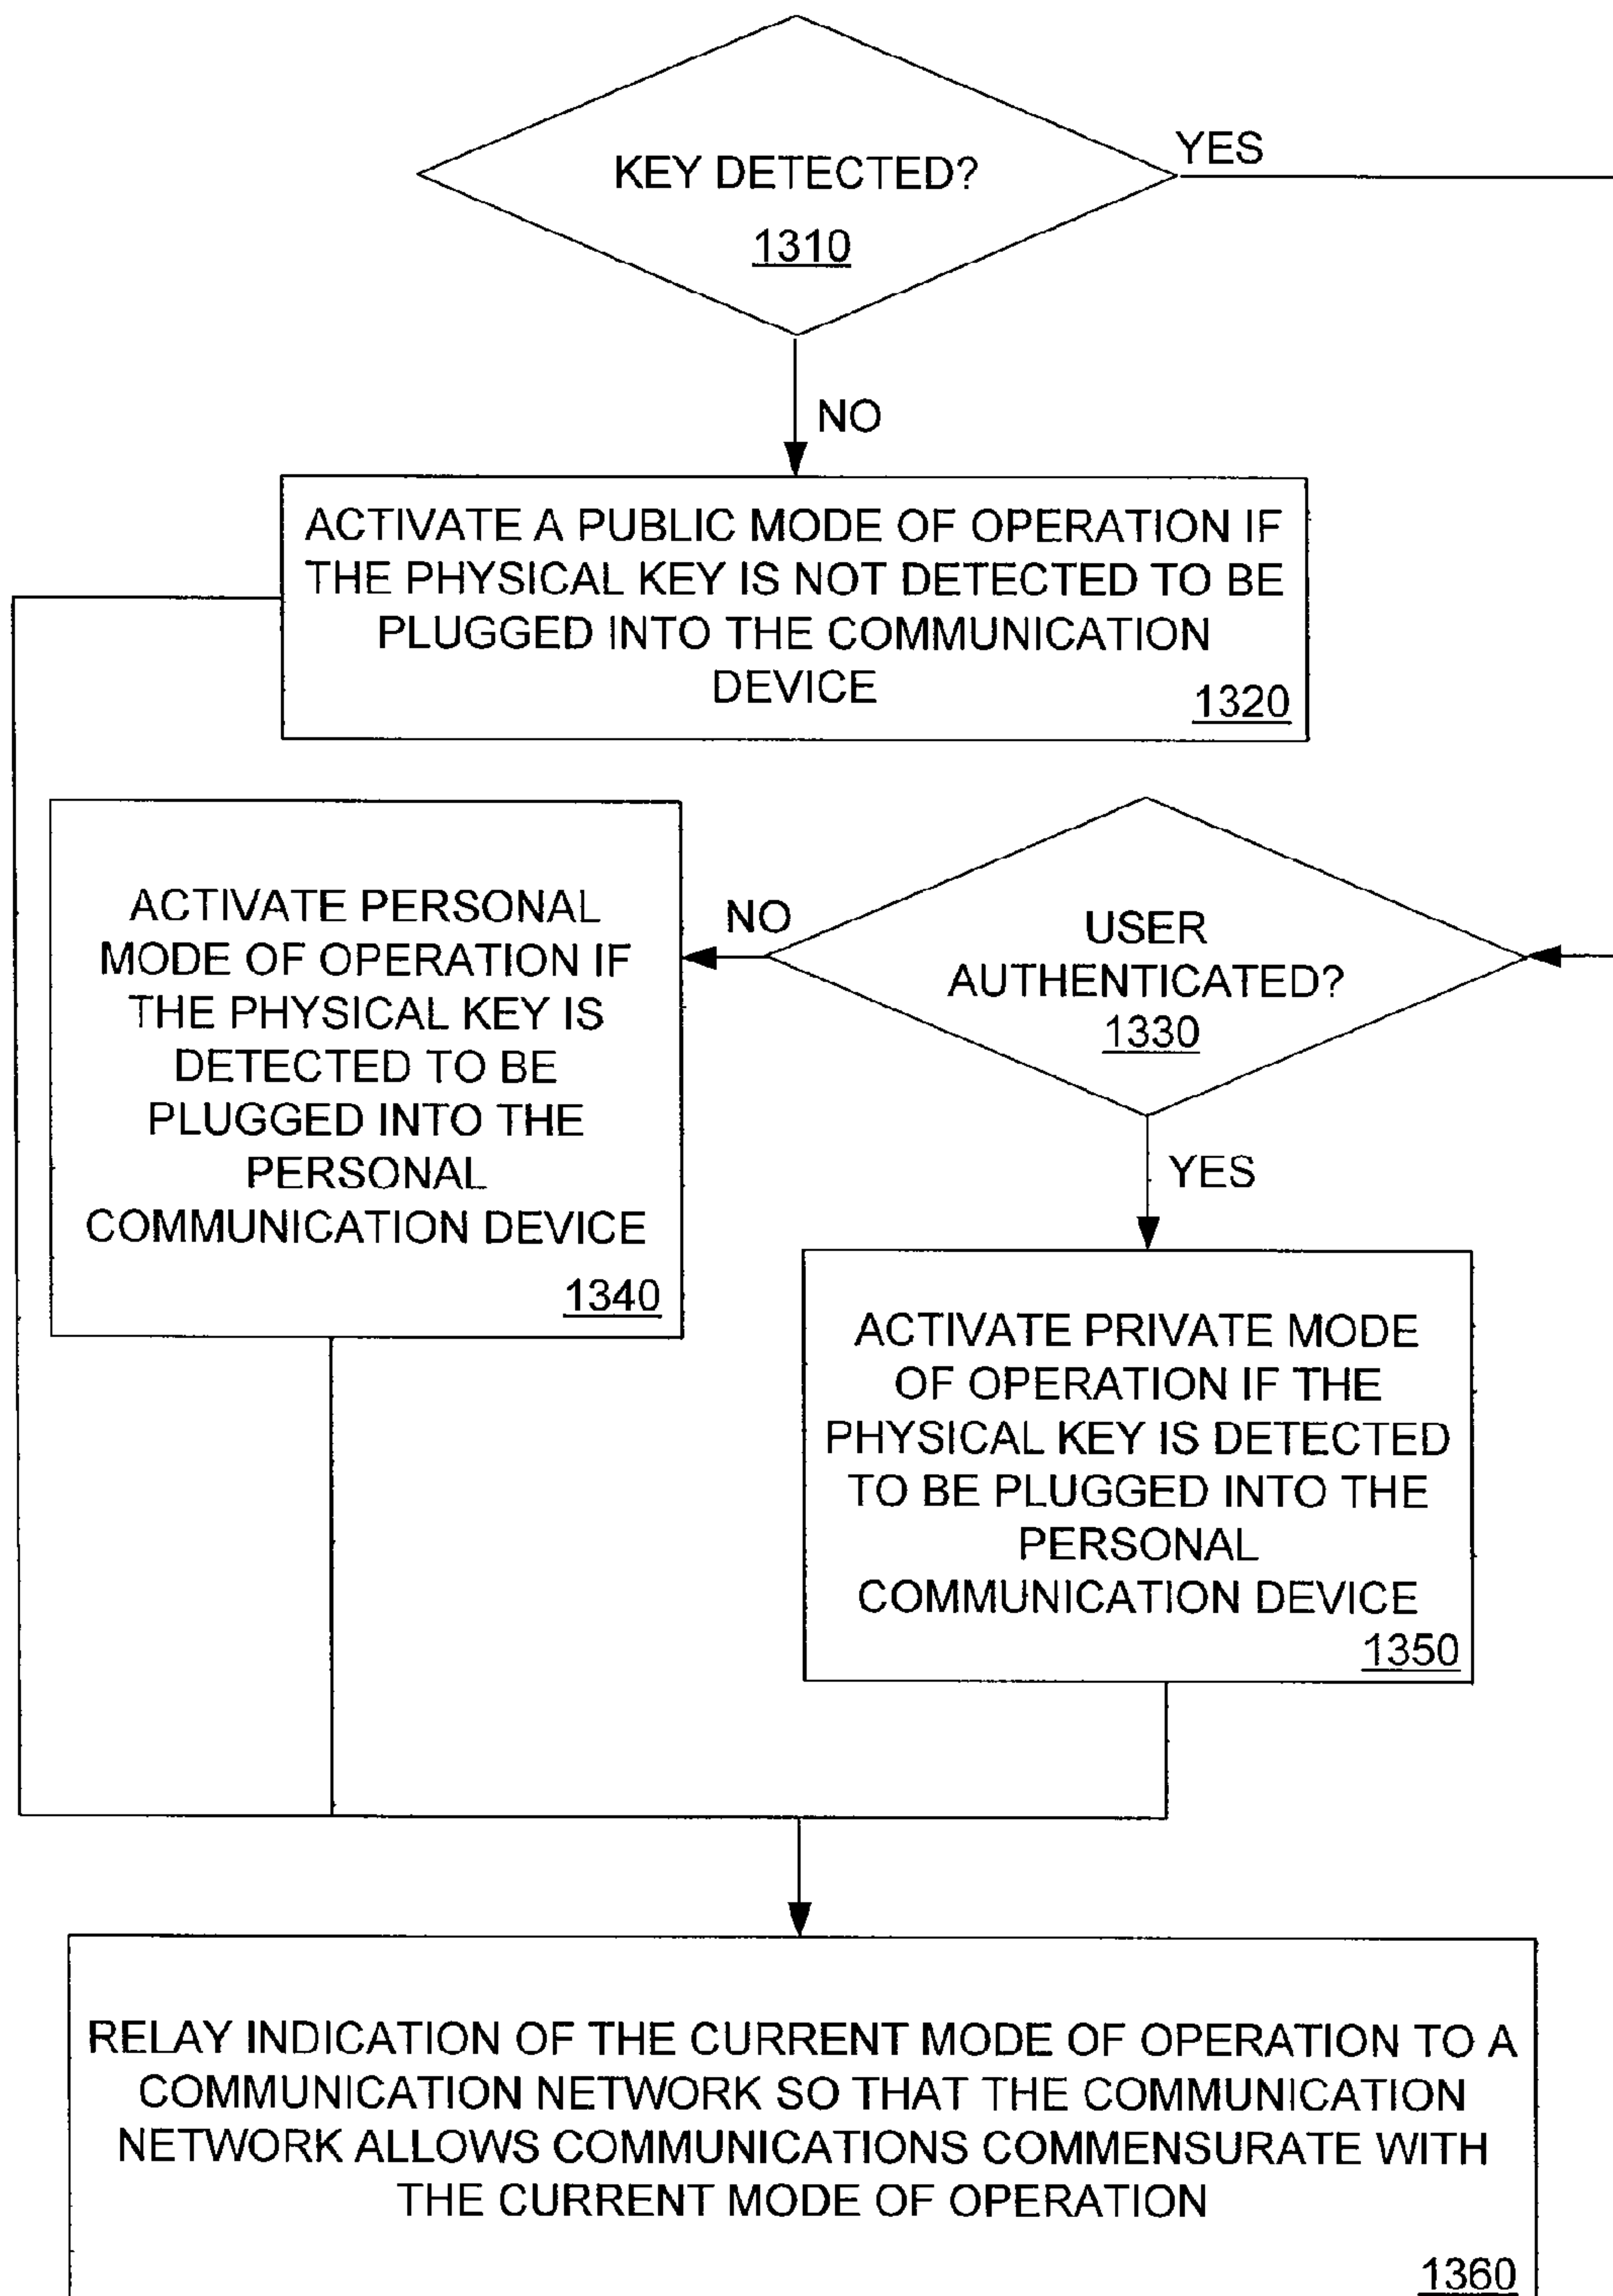 KEY DETECTED?
YES
1310
NO
ACTIVATE A PUBLIC MODE OF OPERATION IF
THE PHYSICAL KEY IS NOT DETECTED TO BE
PLUGGED INTO THE COMMUNICATION
DEVICE
1320
ACTIVATE PERSONAL
MODE OF OPERATION IF
THE PHYSICAL KEY IS
DETECTED TO BE
PLUGGED INTO THE
PERSONAL
COMMUNICATION DEVICE
1340
NO
USER
AUTHENTICATED?
1330
YES
ACTIVATE PRIVATE MODE
OF OPERATION IF THE
PHYSICAL KEY IS DETECTED
TO BE PLUGGED INTO THE
PERSONAL
COMMUNICATION DEVICE
1350
RELAY INDICATION OF THE CURRENT MODE OF OPERATION TO A
COMMUNICATION NETWORK SO THAT THE COMMUNICATION
NETWORK ALLOWS COMMUNICATIONS COMMENSURATE WITH
THE CURRENT MODE OF OPERATION
1360